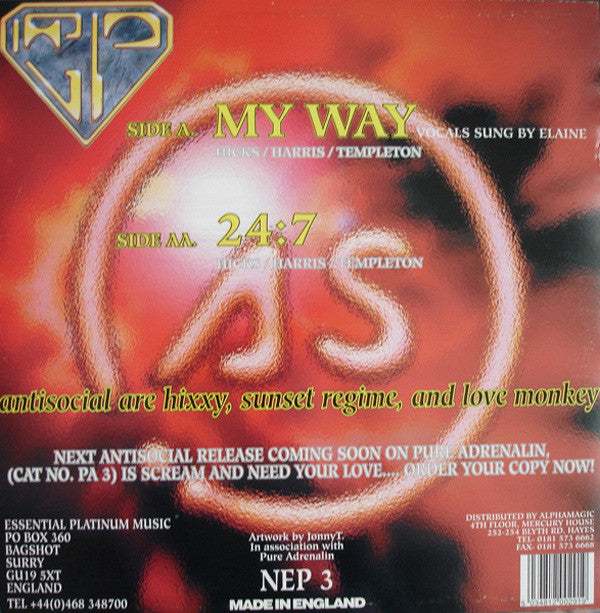 EP
SIDE A. MY WAY VOCALS SUNG BY ELAINE
HICKS / HARRIS / TEMPLETON
SIDE AA. 24:7
HICKS / HARRIS / TEMPLETON
AS
antisocial are hixxy, sunset regime, and love monkey
NEXT ANTISOCIAL RELEASE COMING SOON ON PURE ADRENALIN,
(CAT NO. PA 3) IS SCREAM AND NEED YOUR LOVE.... ORDER YOUR COPY NOW!
ESSENTIAL PLATINUM MUSIC
PO BOX 360
BAGSHOT
SURRY
GU19 5XT
ENGLAND
TEL +44(0)468 348700
Artwork by JonnyT.
In association with
Pure Adrenalin
NEP 3
MADE IN ENGLAND
DISTRIBUTED BY ALPHAMAGIC
4TH FLOOR, MERCURY HOUSE
252-254 BLYTH RD, HAYES
TEL- 0181 573 6662
FAX- 0181 573 6668